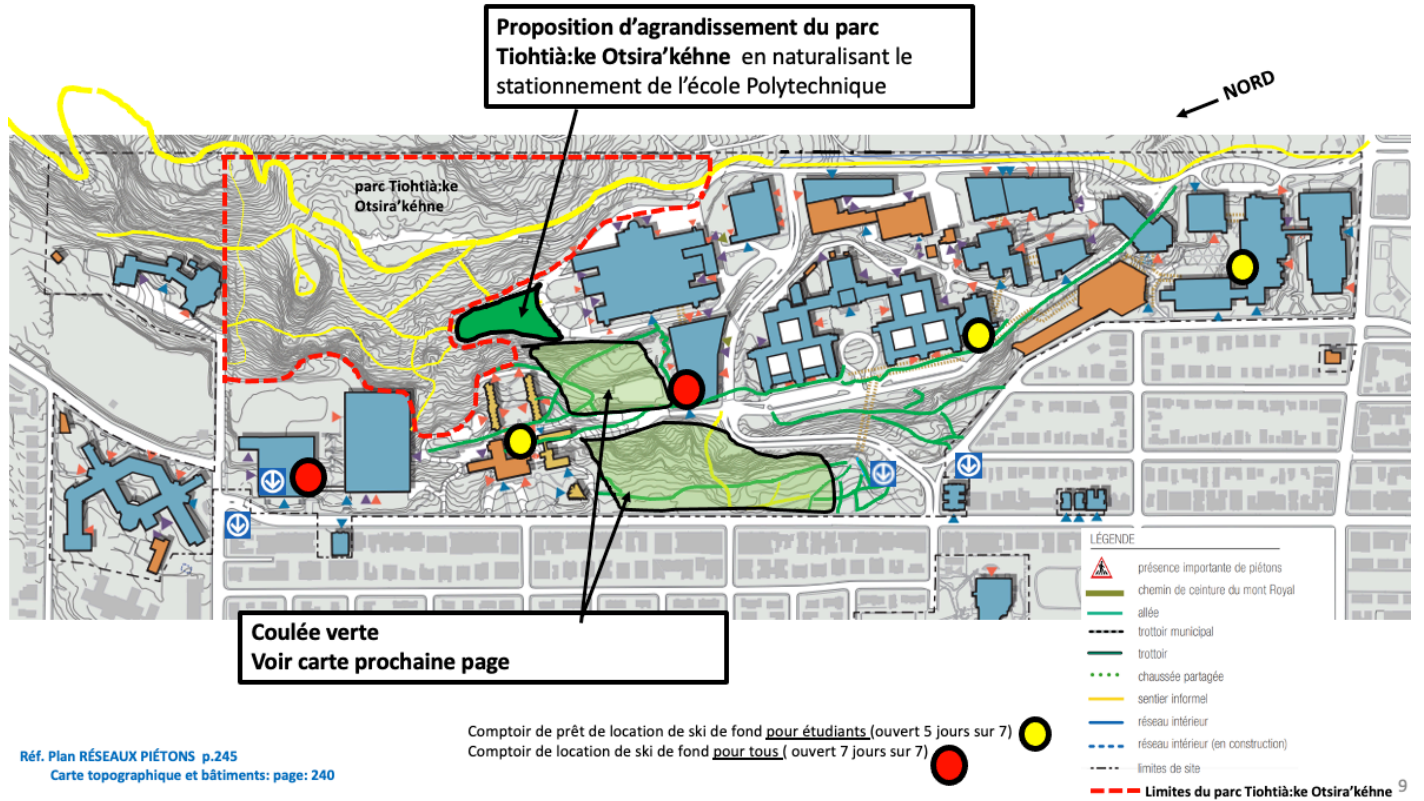 Proposition d’agrandissement du parc
Tiohtià:ke Otsira’kéhne en naturalisant le
stationnement de l’école Polytechnique
NORD
parc Tiohtià:ke
Otsira’kéhne
Coulée verte
Voir carte prochaine page
LÉGENDE
présence importante de piétons
chemin de ceinture du mont Royal
allée
trottoir municipal
trottoir
chaussée partagée
sentier informel
réseau intérieur
réseau intérieur (en construction)
limites de site
Limites du parc Tiohtià:ke Otsira’kéhne
Comptoir de prêt de location de ski de fond pour étudiants (ouvert 5 jours sur 7)
Comptoir de location de ski de fond pour tous ( ouvert 7 jours sur 7)
Réf. Plan RÉSEAUX PIÉTONS p.245
Carte topographique et bâtiments: page: 240
9